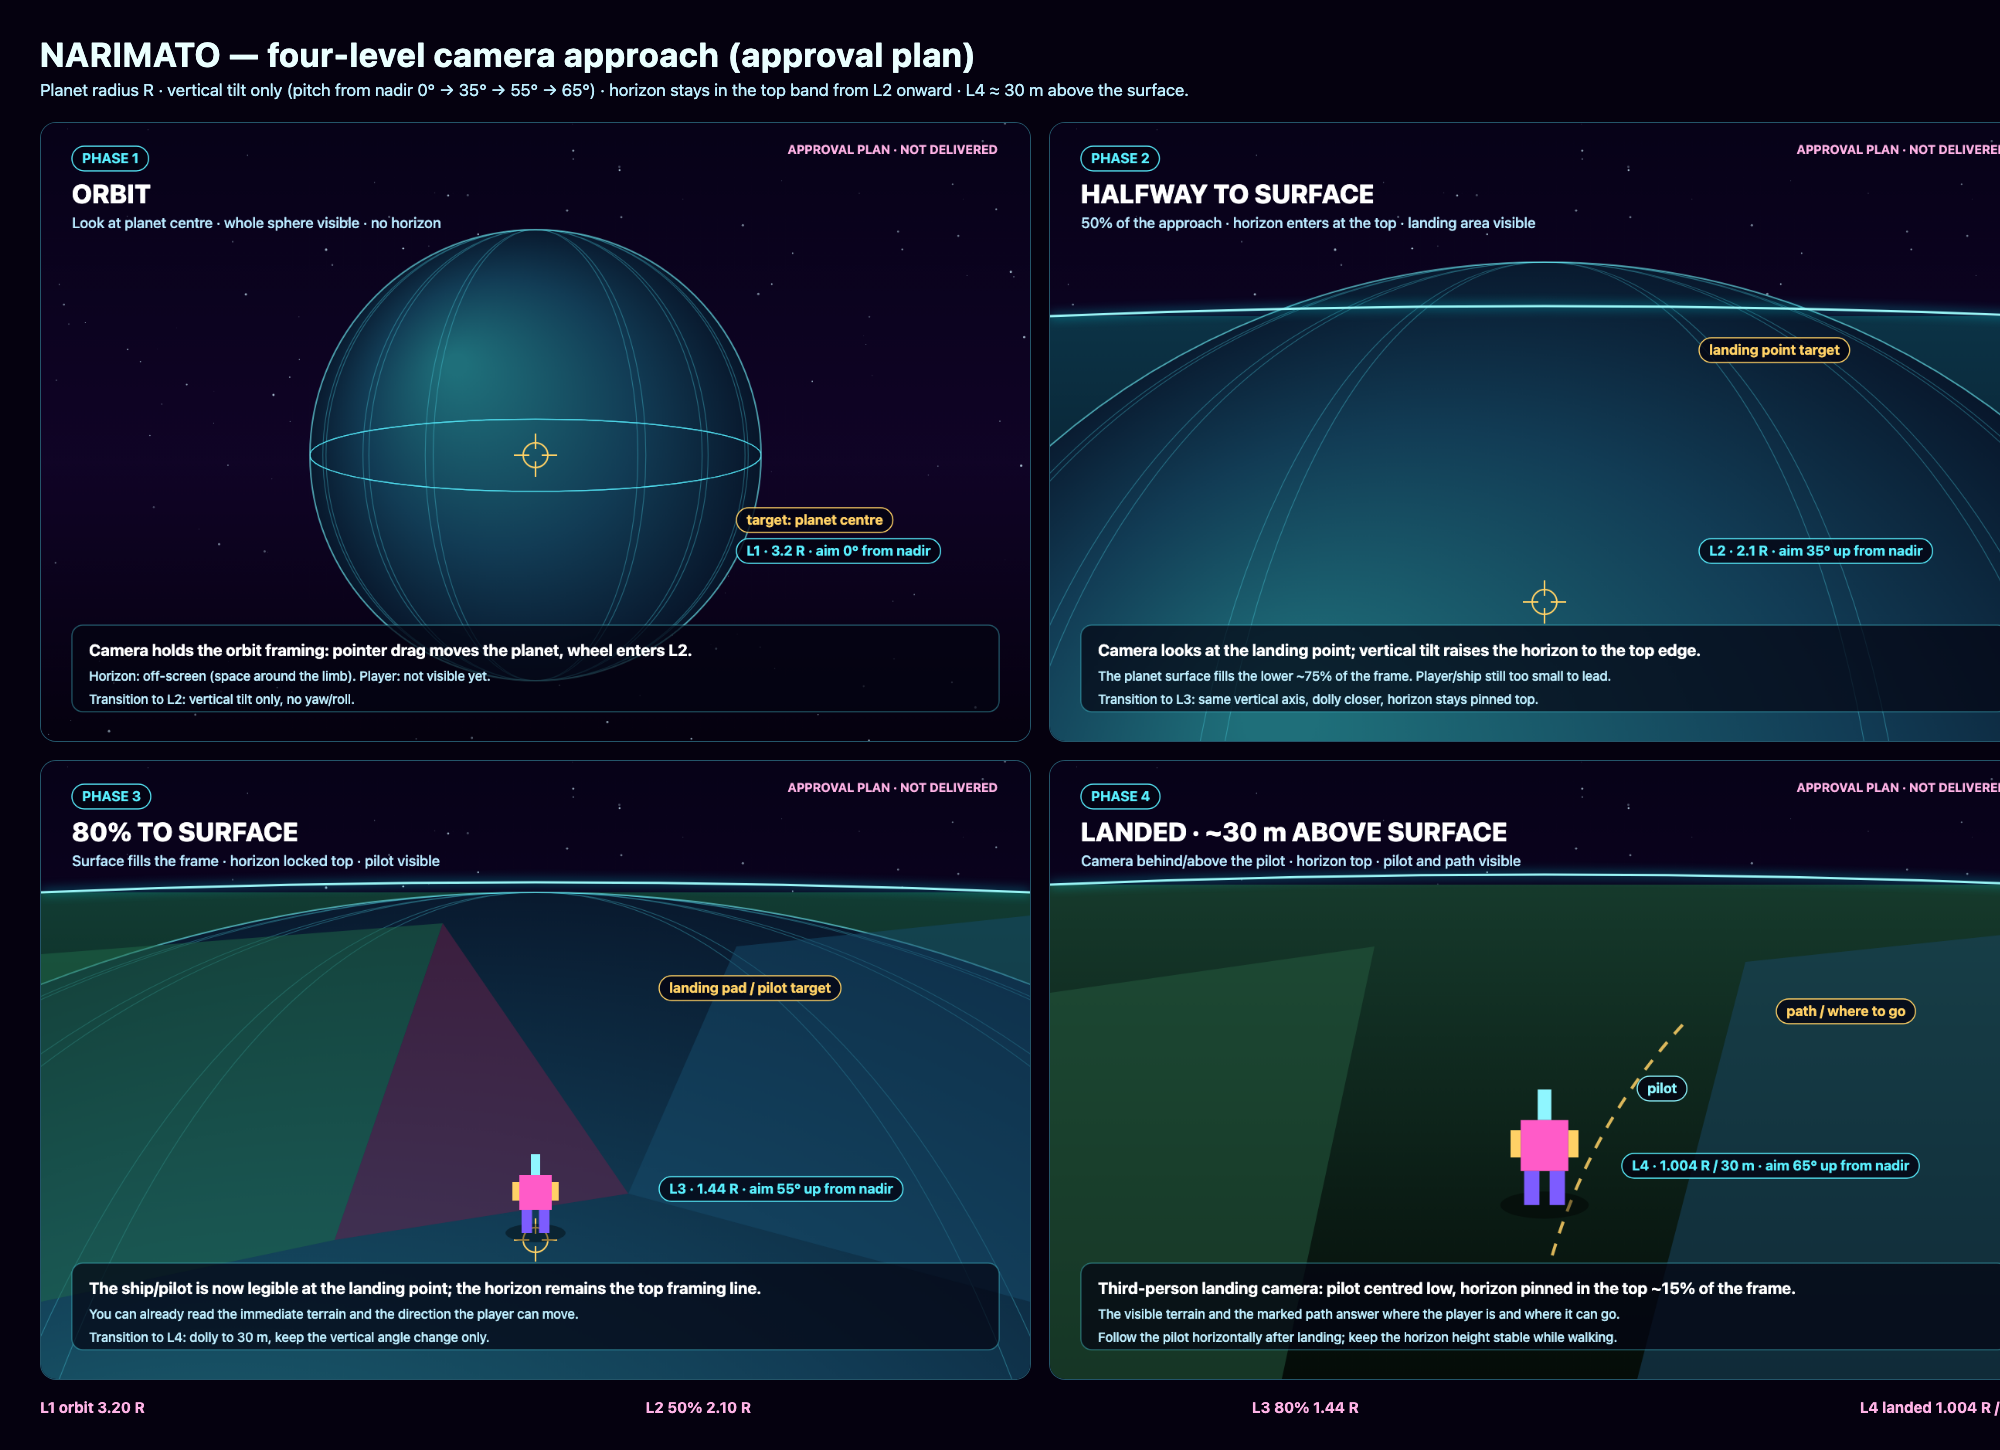 NARIMATO — four-level camera approach (approval plan)
Planet radius R · vertical tilt only (pitch from nadir 0° → 35° → 55° → 65°) · horizon stays in the top band from L2 onward · L4 ≈ 30 m above the surface.
PHASE 1
APPROVAL PLAN · NOT DELIVERED
ORBIT
Look at planet centre · whole sphere visible · no horizon
target: planet centre
L1 · 3.2 R · aim 0° from nadir
Camera holds the orbit framing: pointer drag moves the planet, wheel enters L2.
Horizon: off-screen (space around the limb). Player: not visible yet.
Transition to L2: vertical tilt only, no yaw/roll.
PHASE 2
APPROVAL PLAN · NOT DELIVERE
HALFWAY TO SURFACE
50% of the approach · horizon enters at the top · landing area visible
landing point target
L2 · 2.1 R · aim 35° up from nadir
Camera looks at the landing point; vertical tilt raises the horizon to the top edge.
The planet surface fills the lower ~75% of the frame. Player/ship still too small to lead.
Transition to L3: same vertical axis, dolly closer, horizon stays pinned top.
PHASE 3
APPROVAL PLAN · NOT DELIVERED
80% TO SURFACE
Surface fills the frame · horizon locked top · pilot visible
landing pad / pilot target
L3 · 1.44 R · aim 55° up from nadir
The ship/pilot is now legible at the landing point; the horizon remains the top framing line.
You can already read the immediate terrain and the direction the player can move.
Transition to L4: dolly to 30 m, keep the vertical angle change only.
PHASE 4
APPROVAL PLAN · NOT DELIVERE
LANDED · ~30 m ABOVE SURFACE
Camera behind/above the pilot · horizon top · pilot and path visible
path / where to go
pilot
L4 · 1.004 R / 30 m · aim 65° up from nadir
Third-person landing camera: pilot centred low, horizon pinned in the top ~15% of the frame.
The visible terrain and the marked path answer where the player is and where it can go.
Follow the pilot horizontally after landing; keep the horizon height stable while walking.
L1 orbit 3.20 R
L2 50% 2.10 R
L3 80% 1.44 R
L4 landed 1.004 R /